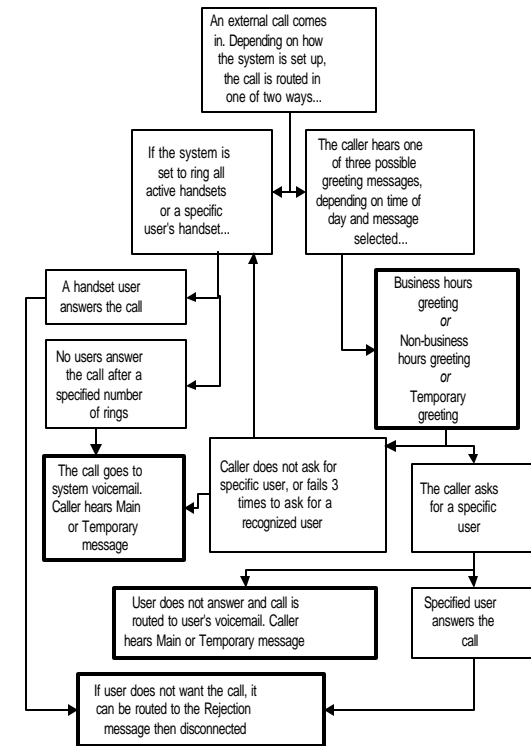 An external call comes
in. Depending on how
the system is set up,
the call is routed in
one of two ways...
If the system is
set to ring all
active handsets
or a specific
user's handset...
The caller hears one
of three possible
greeting messages,
depending on time of
day and message
selected...
A handset user
answers the call
Business hours
greeting
or
Non-business
hours greeting
or
Temporary
greeting
No users answer
the call after a
specified number
of rings
The call goes to
system voicemail.
Caller hears Main
or Temporary
message
Caller does not ask for
specific user, or fails 3
times to ask for a
recognized user
The caller asks
for a specific
user
User does not answer and call is
routed to user's voicemail. Caller
hears Main or Temporary message
Specified user
answers the
call
If user does not want the call, it
can be routed to the Rejection
message then disconnected